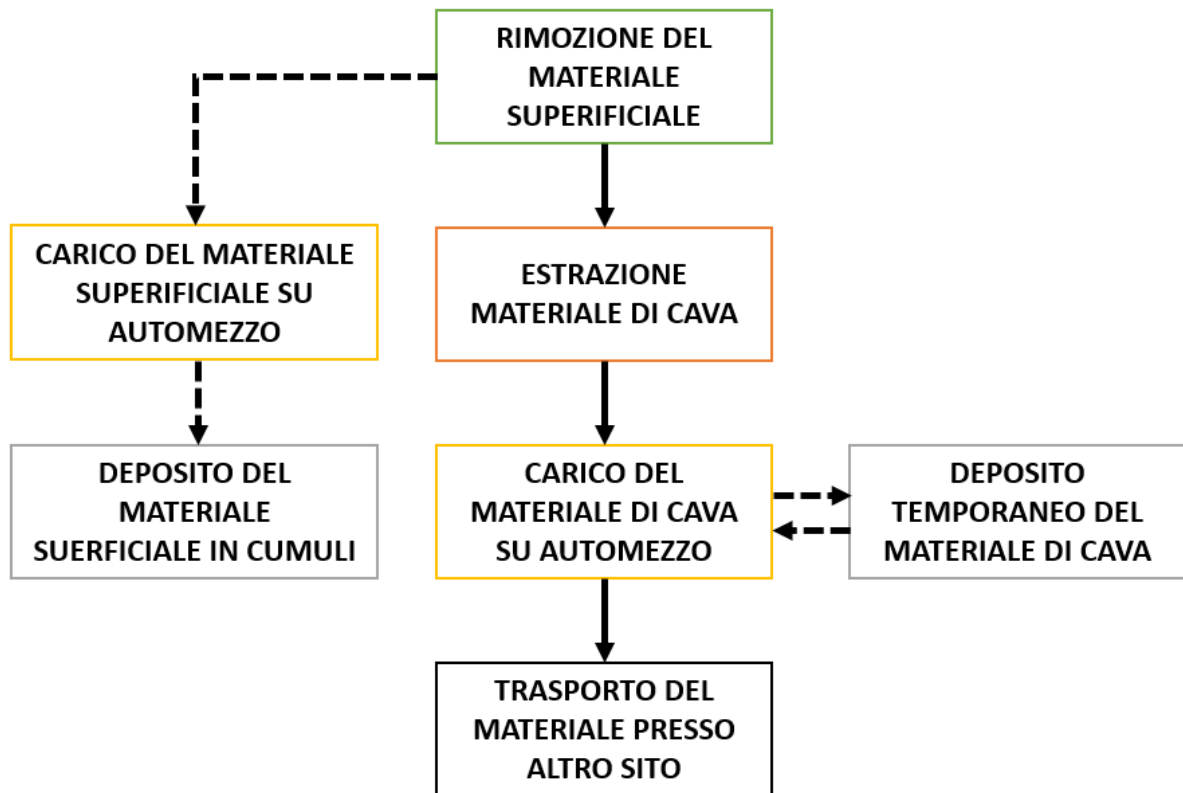 RIMOZIONE DEL
MATERIALE
SUPERIFICIALE
CARICO DEL MATERIALE
SUPERIFICIALE SU
AUTOMEZZO
ESTRAZIONE
MATERIALE DI CAVA
DEPOSITO DEL
MATERIALE
SUERFICIALE IN CUMULI
CARICO DEL
MATERIALE DI CAVA
SU AUTOMEZZO
DEPOSITO
TEMPORANEO DEL
MATERIALE DI CAVA
TRASPORTO DEL
MATERIALE PRESSO
ALTRO SITO